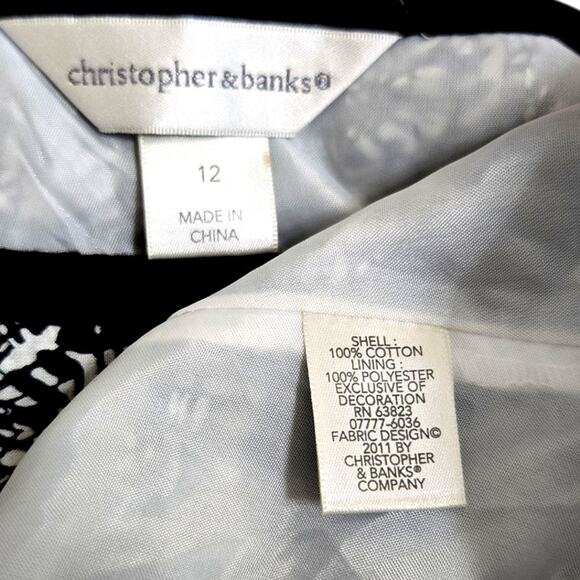 christopher & banks®
12
MADE IN
CHINA
SHELL :
100% COTTON
LINING :
100% POLYESTER
EXCLUSIVE OF
DECORATION
RN 63823
07777-6036
FABRIC DESIGN©
2011 BY
CHRISTOPHER
& BANKS®
COMPANY